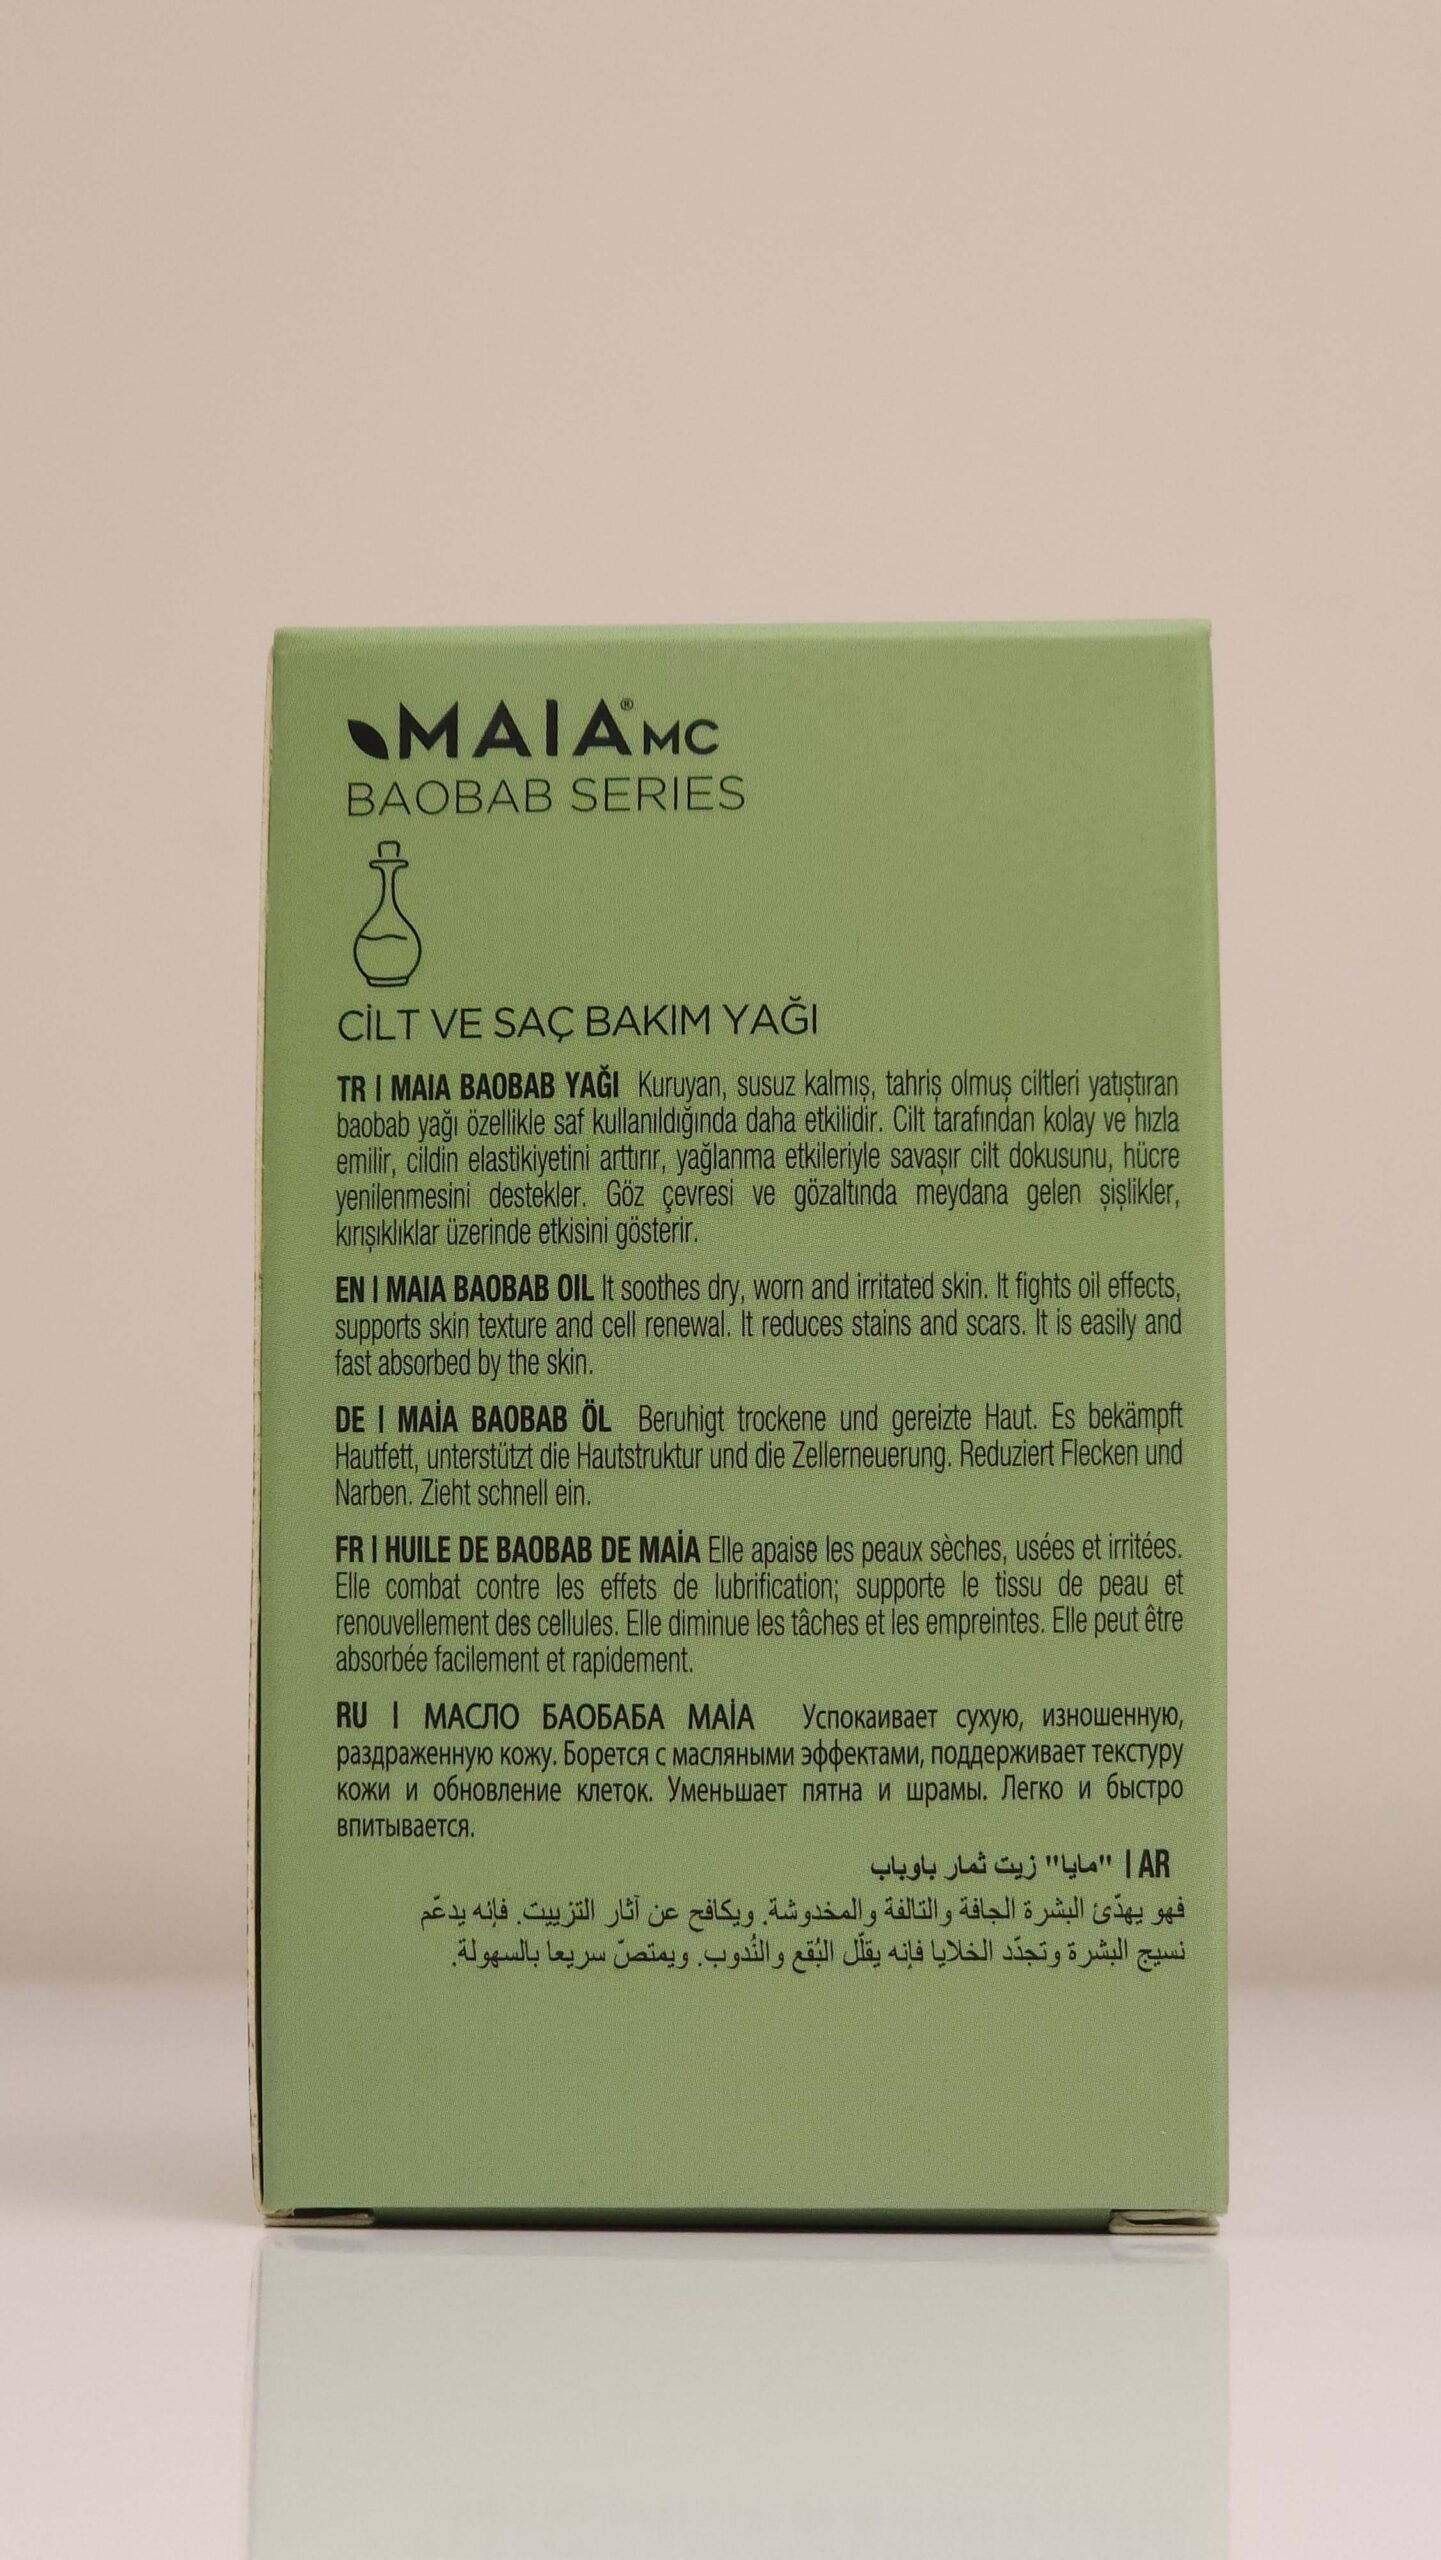 MAIA® MC
BAOBAB SERIES
CİLT VE SAÇ BAKIM YAĞI
TR | MAIA BAOBAB YAĞI Kuruyan, susuz kalmış, tahriş olmuş ciltleri yatıştıran
baobab yağı özellikle saf kullanıldığında daha etkilidir. Cilt tarafından kolay ve hızla
emilir, cildin elastikiyetini arttırır, yağlanma etkileriyle savaşır cilt dokusunu, hücre
yenilenmesini destekler. Göz çevresi ve gözaltında meydana gelen şişlikler,
kırışıklıklar üzerinde etkisini gösterir.
EN | MAIA BAOBAB OIL It soothes dry, worn and irritated skin. It fights oil effects,
supports skin texture and cell renewal. It reduces stains and scars. It is easily and
fast absorbed by the skin.
DE | MAİA BAOBAB ÖL Beruhigt trockene und gereizte Haut. Es bekämpft
Hautfett, unterstützt die Hautstruktur und die Zellerneuerung. Reduziert Flecken und
Narben. Zieht schnell ein.
FR | HUILE DE BAOBAB DE MAİA Elle apaise les peaux sèches, usées et irritées.
Elle combat contre les effets de lubrification; supporte le tissu de peau et
renouvellement des cellules. Elle diminue les tâches et les empreintes. Elle peut être
absorbée facilement et rapidement.
RU | МАСЛО БАОБАБА MAİA Успокаивает сухую, изношенную,
раздраженную кожу. Борется с масляными эффектами, поддерживает текстуру
кожи и обновление клеток. Уменьшает пятна и шрамы. Легко и быстро
впитывается.
AR | "مايا" زيت ثمار باوباب
فهو يهدّئ البشرة الجافة والتالفة والمخدوشة. ويكافح عن آثار التزييت. فإنه يدعّم
نسيج البشرة وتجدّد الخلايا فإنه يقلّل البُقع والنُدوب. ويمتصّ سريعا بالسهولة.